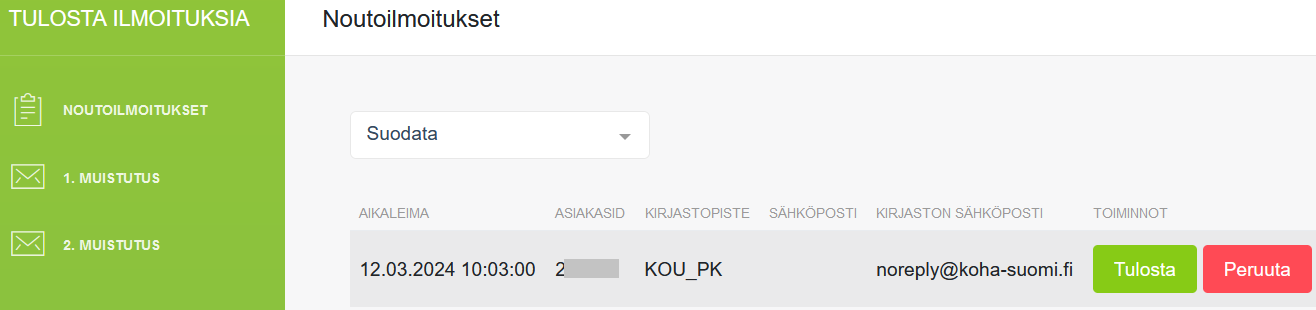 TULOSTA ILMOITUKSIA
Noutoilmoitukset
NOUTOILMOITUKSET
1. MUISTUTUS
2. MUISTUTUS
Suodata
AIKALEIMA ASIAKASID KIRJASTOPISTE SÄHKÖPOSTI KIRJASTON SÄHKÖPOSTI TOIMINNOT
12.03.2024 10:03:00 2 KOU_PK noreply@koha-suomi.fi Tulosta Peruuta